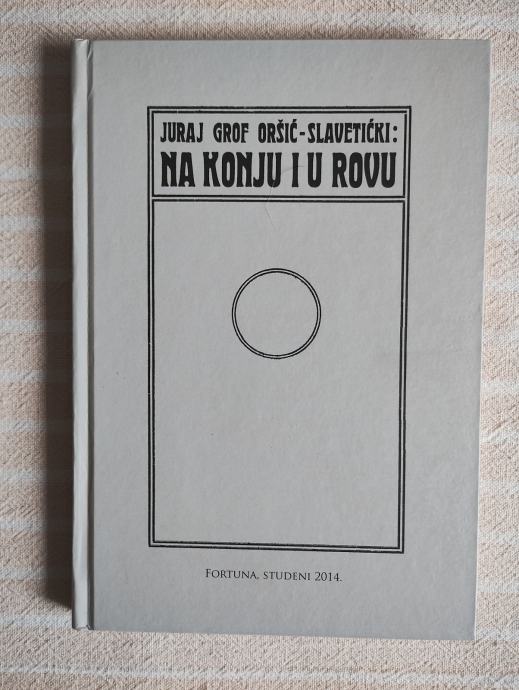 JURAJ GROF ORŠIĆ-SLAVETIĆKI:
NA KONJU I U ROVU
FORTUNA, STUDENI 2014.